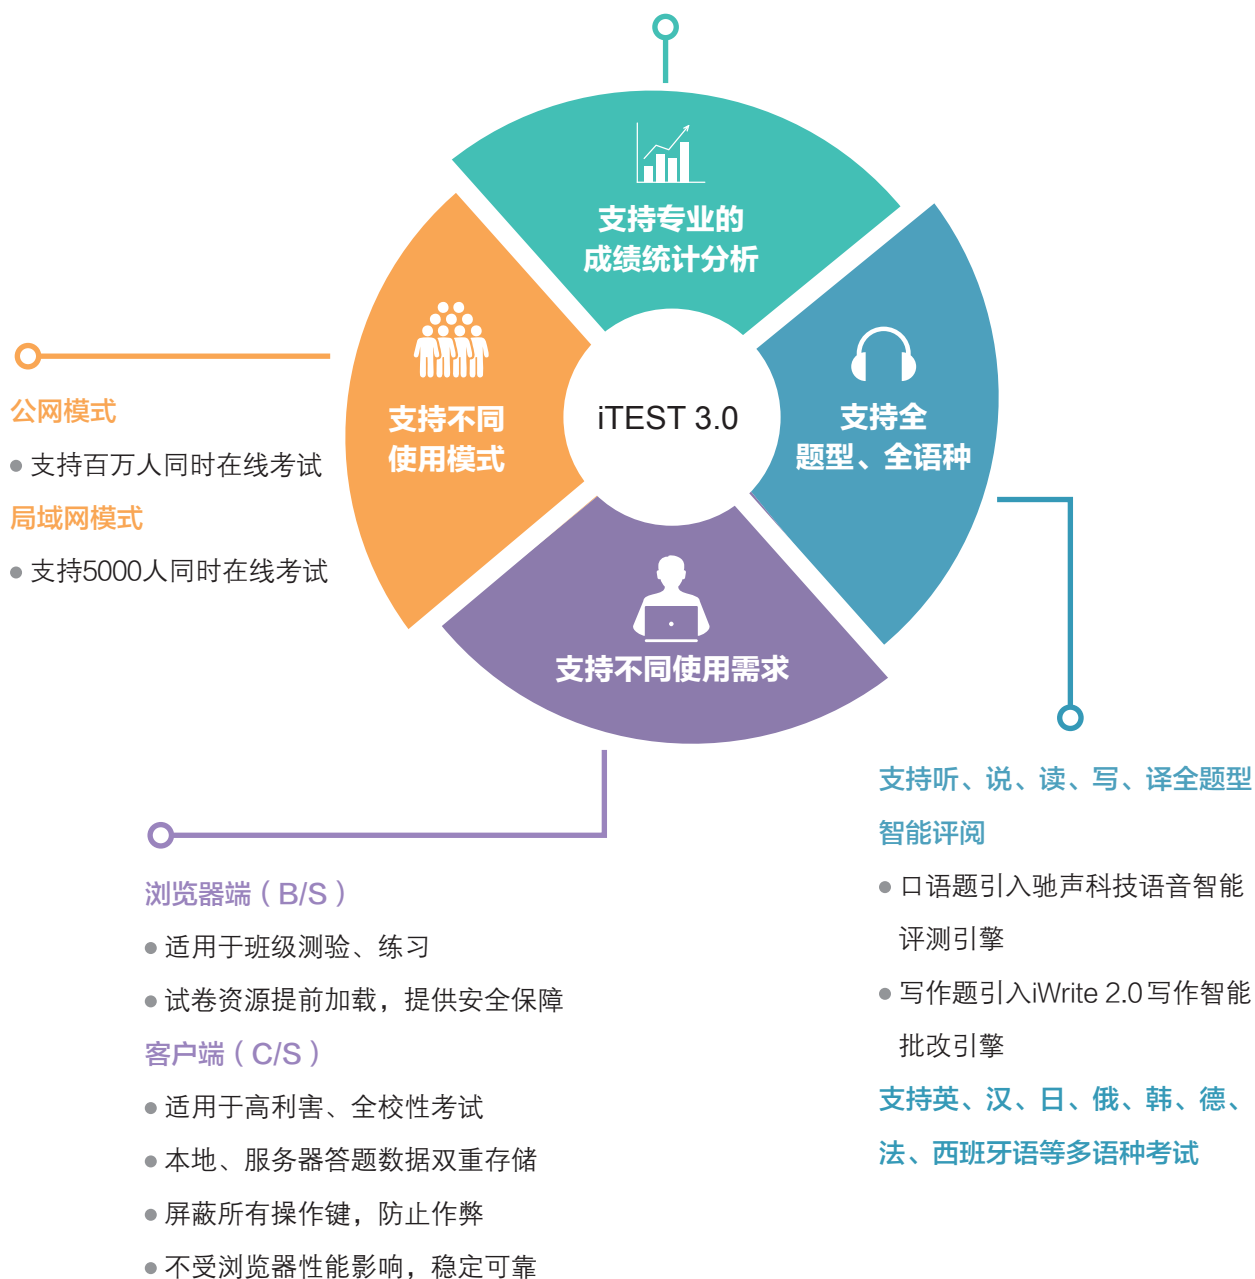 支持专业的
成绩统计分析
支持不同
使用模式
iTEST 3.0
支持全
题型、全语种
支持不同使用需求
公网模式
支持百万人同时在线考试
局域网模式
支持5000人同时在线考试
浏览器端（B/S）
适用于班级测验、练习
试卷资源提前加载，提供安全保障
客户端（C/S）
适用于高利害、全校性考试
本地、服务器答题数据双重存储
屏蔽所有操作键，防止作弊
不受浏览器性能影响，稳定可靠
支持听、说、读、写、译全题型
智能评阅
口语题引入驰声科技语音智能
评测引擎
写作题引入iWrite 2.0写作智能
批改引擎
支持英、汉、日、俄、韩、德、
法、西班牙语等多语种考试